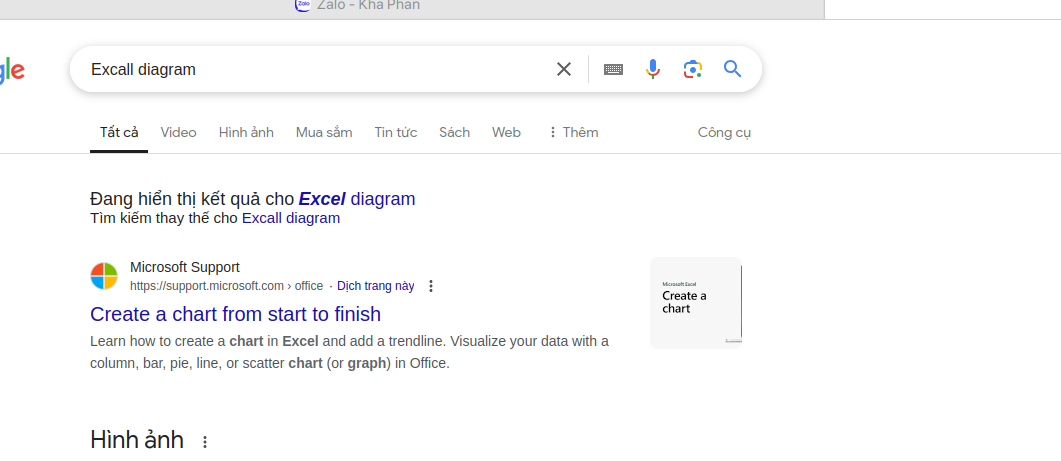 Zalo - Kha Phan
gle
Excall diagram
Tất cả Video Hình ảnh Mua sắm Tin tức Sách Web Thêm Công cụ
Đang hiển thị kết quả cho Excel diagram
Tìm kiếm thay thế cho Excall diagram
Microsoft Support
https://support.microsoft.com › office · Dịch trang này
Create a chart from start to finish
Learn how to create a chart in Excel and add a trendline. Visualize your data with a
column, bar, pie, line, or scatter chart (or graph) in Office.
Microsoft Excel
Create a
chart
Hình ảnh